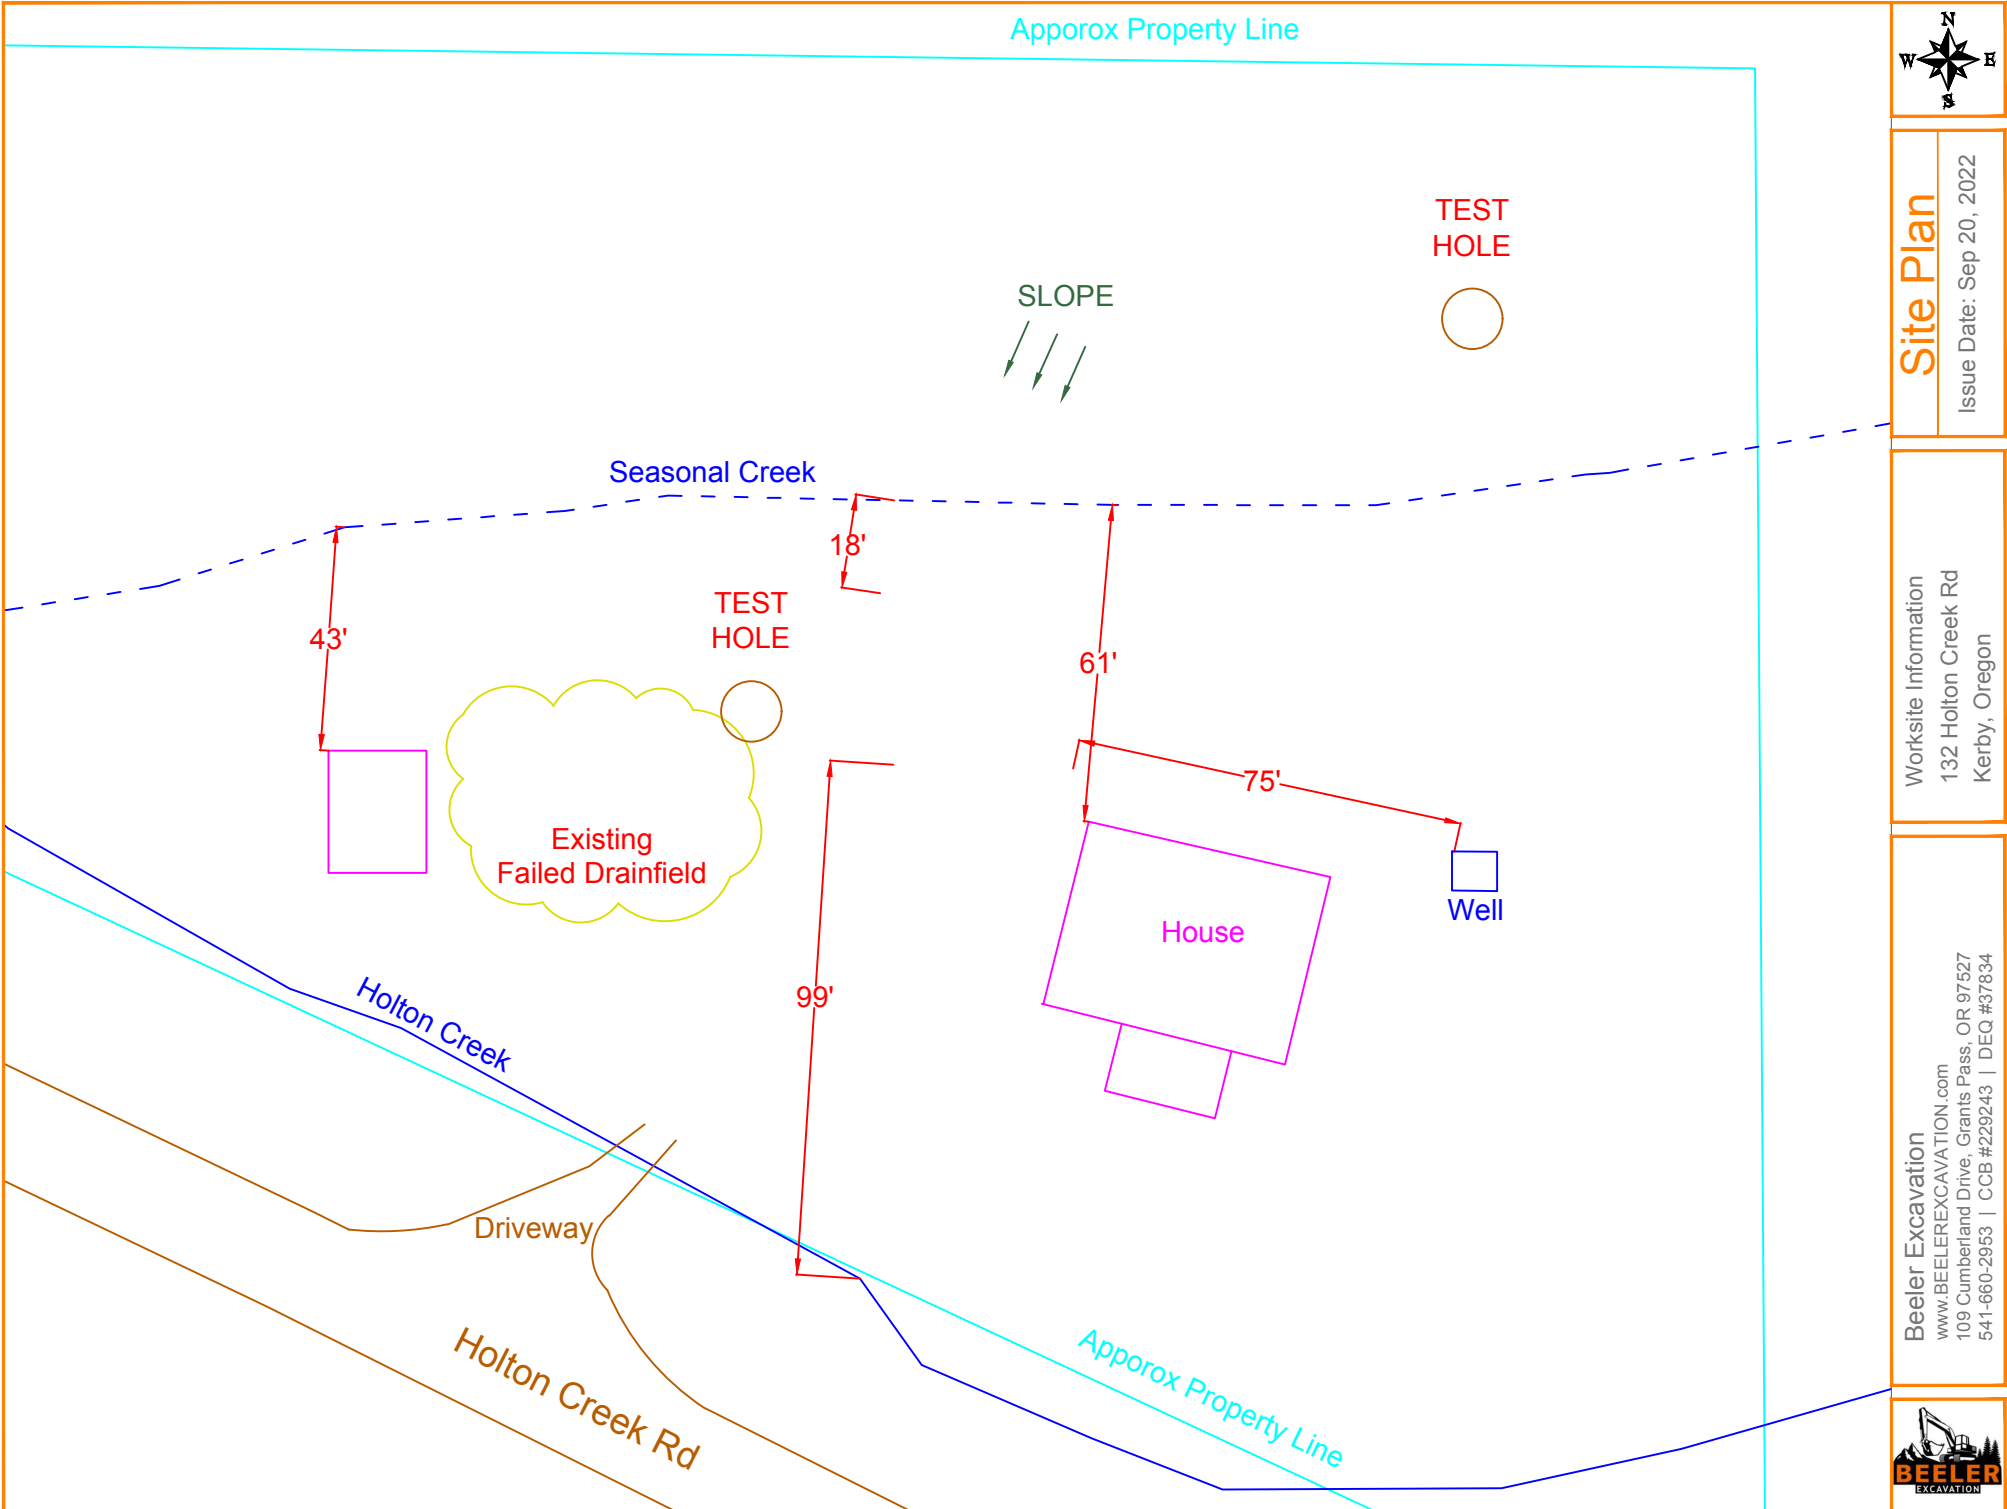 Apporox Property Line
N
W E
S
Site Plan
Issue Date: Sep 20, 2022
TEST
HOLE
SLOPE
Seasonal Creek
18'
TEST
HOLE
43'
61'
75'
Existing
Failed Drainfield
Well
House
99'
Holton Creek
Driveway
Holton Creek Rd
Apporox Property Line
Worksite Information
132 Holton Creek Rd
Kerby, Oregon
Beeler Excavation
www.BEELEREXCAVATION.com
109 Cumberland Drive, Grants Pass, OR 97527
541-660-2953 | CCB #229243 | DEQ #37834
BEELER
EXCAVATION